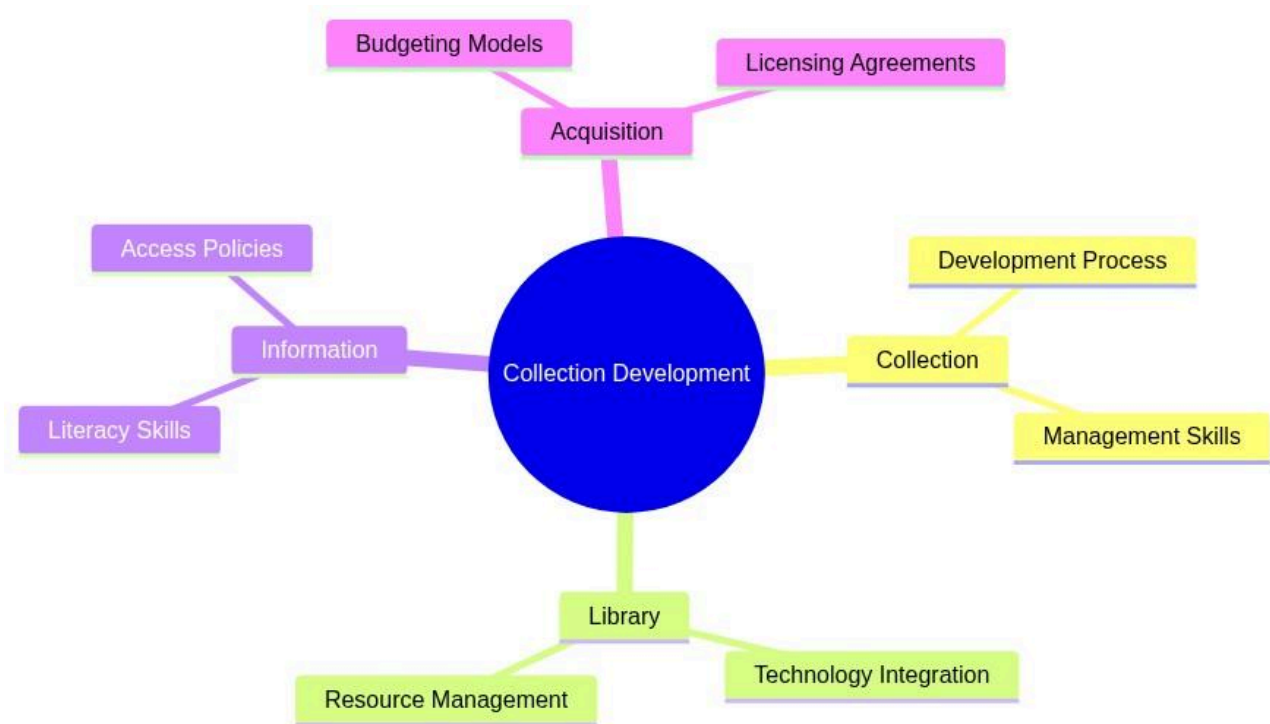 Budgeting Models
Licensing Agreements
Acquisition
Access Policies
Development Process
Information
Collection
Collection Development
Literacy Skills
Management Skills
Library
Technology Integration
Resource Management